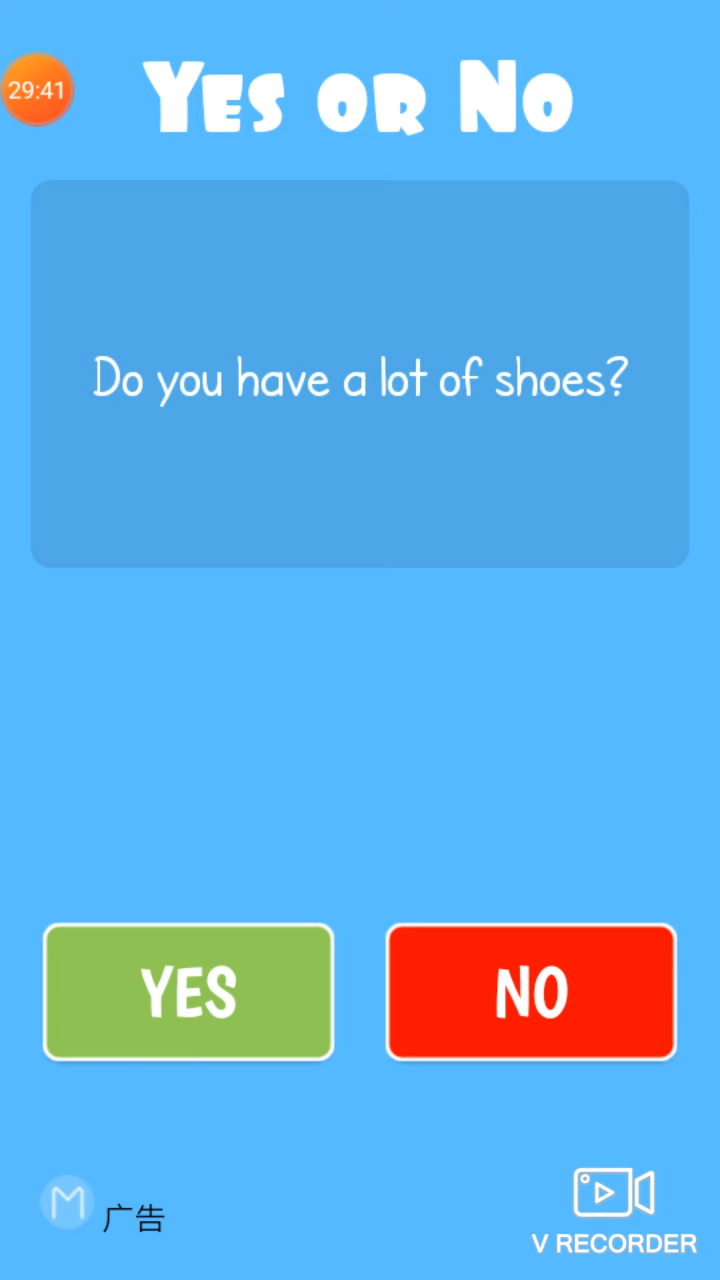 Yes or No
29:41
Do you have a lot of shoes?
YES
NO
M 广告
V RECORDER